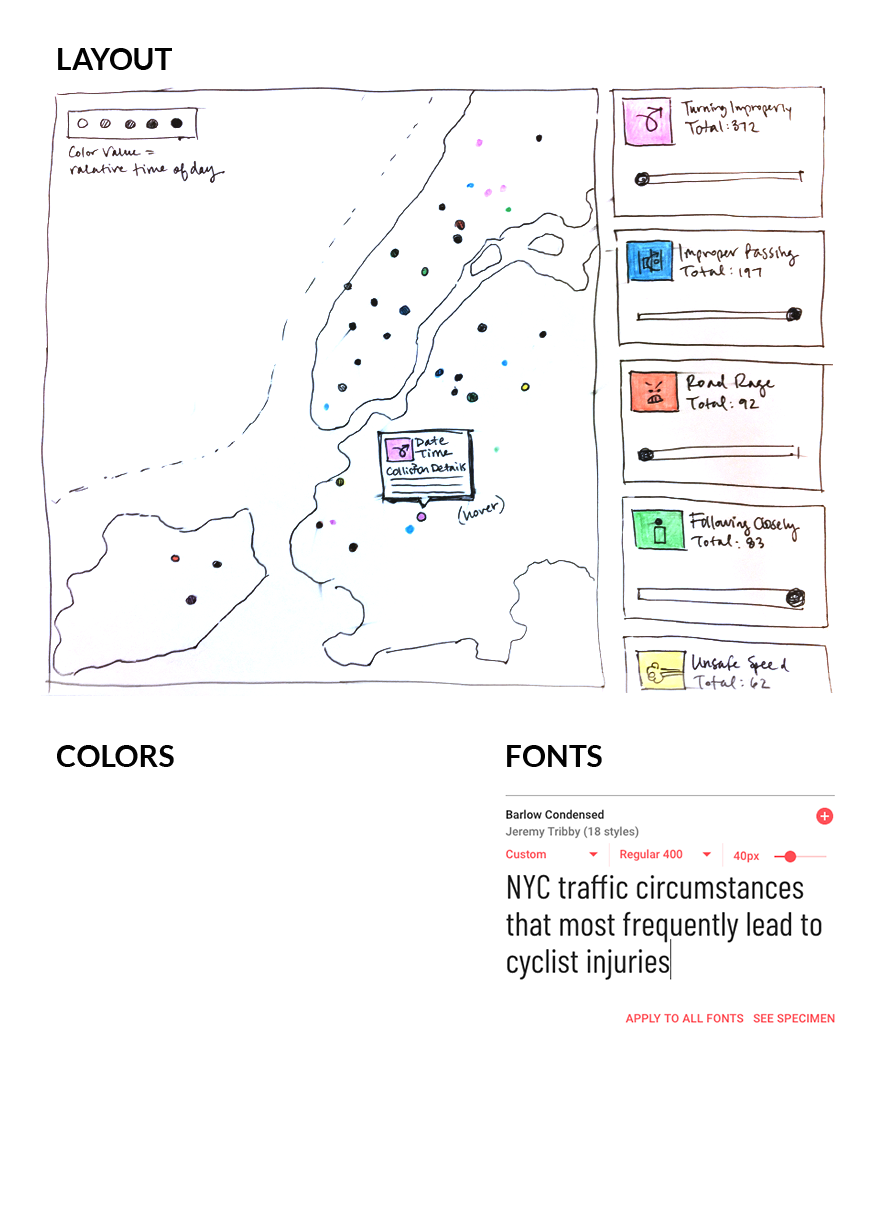 LAYOUT
Color Value =
ralative time of day
Turning Improperly
Total: 372
Improper Passing
Total: 197
Road Rage
Total: 92
Following Closely
Total: 83
Unsafe Speed
Total: 62
Date
Time
Collision Details
(hover)
COLORS
FONTS
Barlow Condensed
Jeremy Tribby (18 styles)
Custom Regular 400 40px
NYC traffic circumstances
that most frequently lead to
cyclist injuries
APPLY TO ALL FONTS SEE SPECIMEN